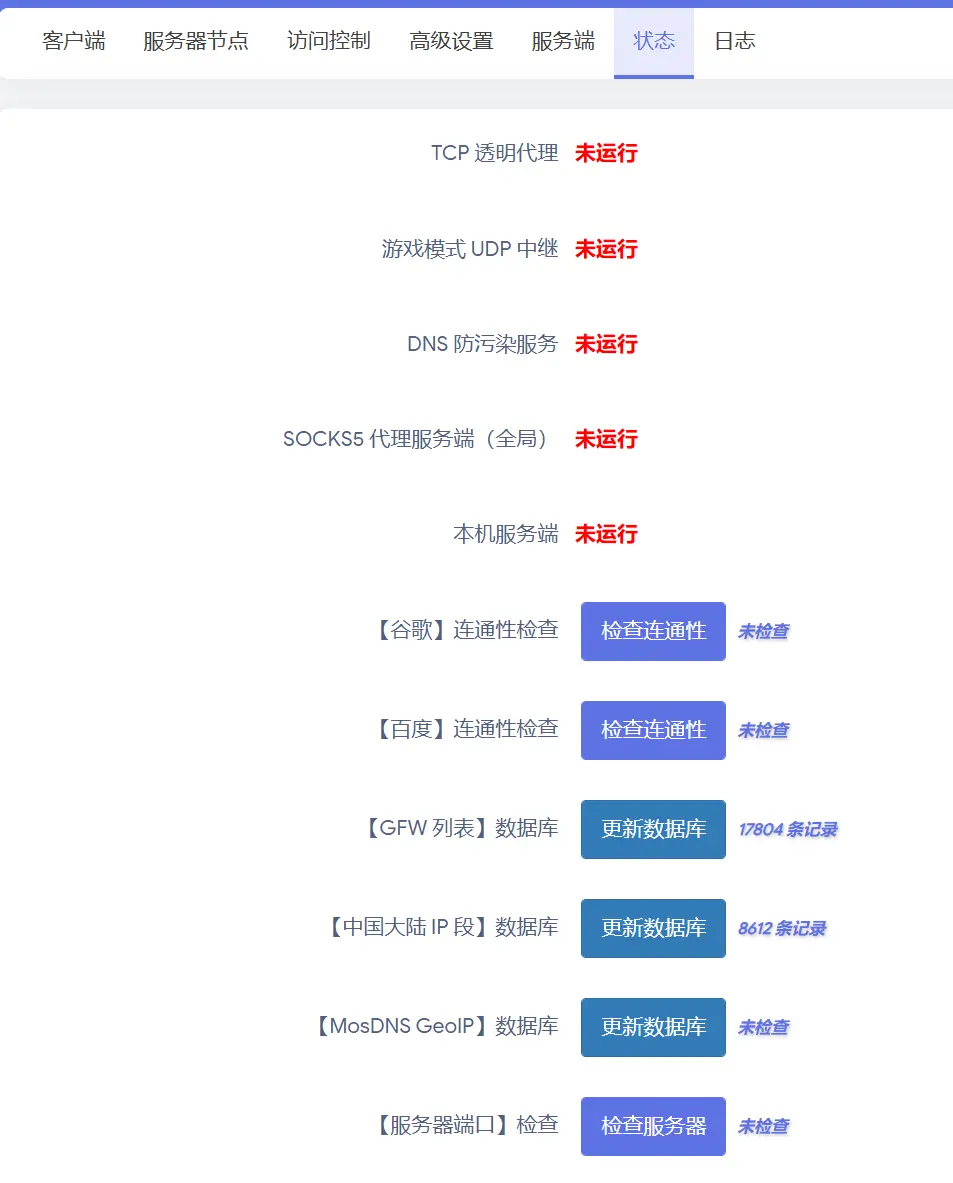 客户端 服务器节点 访问控制 高级设置 服务端 状态 日志
TCP 透明代理 未运行
游戏模式 UDP 中继 未运行
DNS 防污染服务 未运行
SOCKS5 代理服务端（全局） 未运行
本机服务端 未运行
【谷歌】连通性检查 检查连通性 未检查
【百度】连通性检查 检查连通性 未检查
【GFW 列表】数据库 更新数据库 17804 条记录
【中国大陆 IP 段】数据库 更新数据库 8612 条记录
【MosDNS GeoIP】数据库 更新数据库 未检查
【服务器端口】检查 检查服务器 未检查